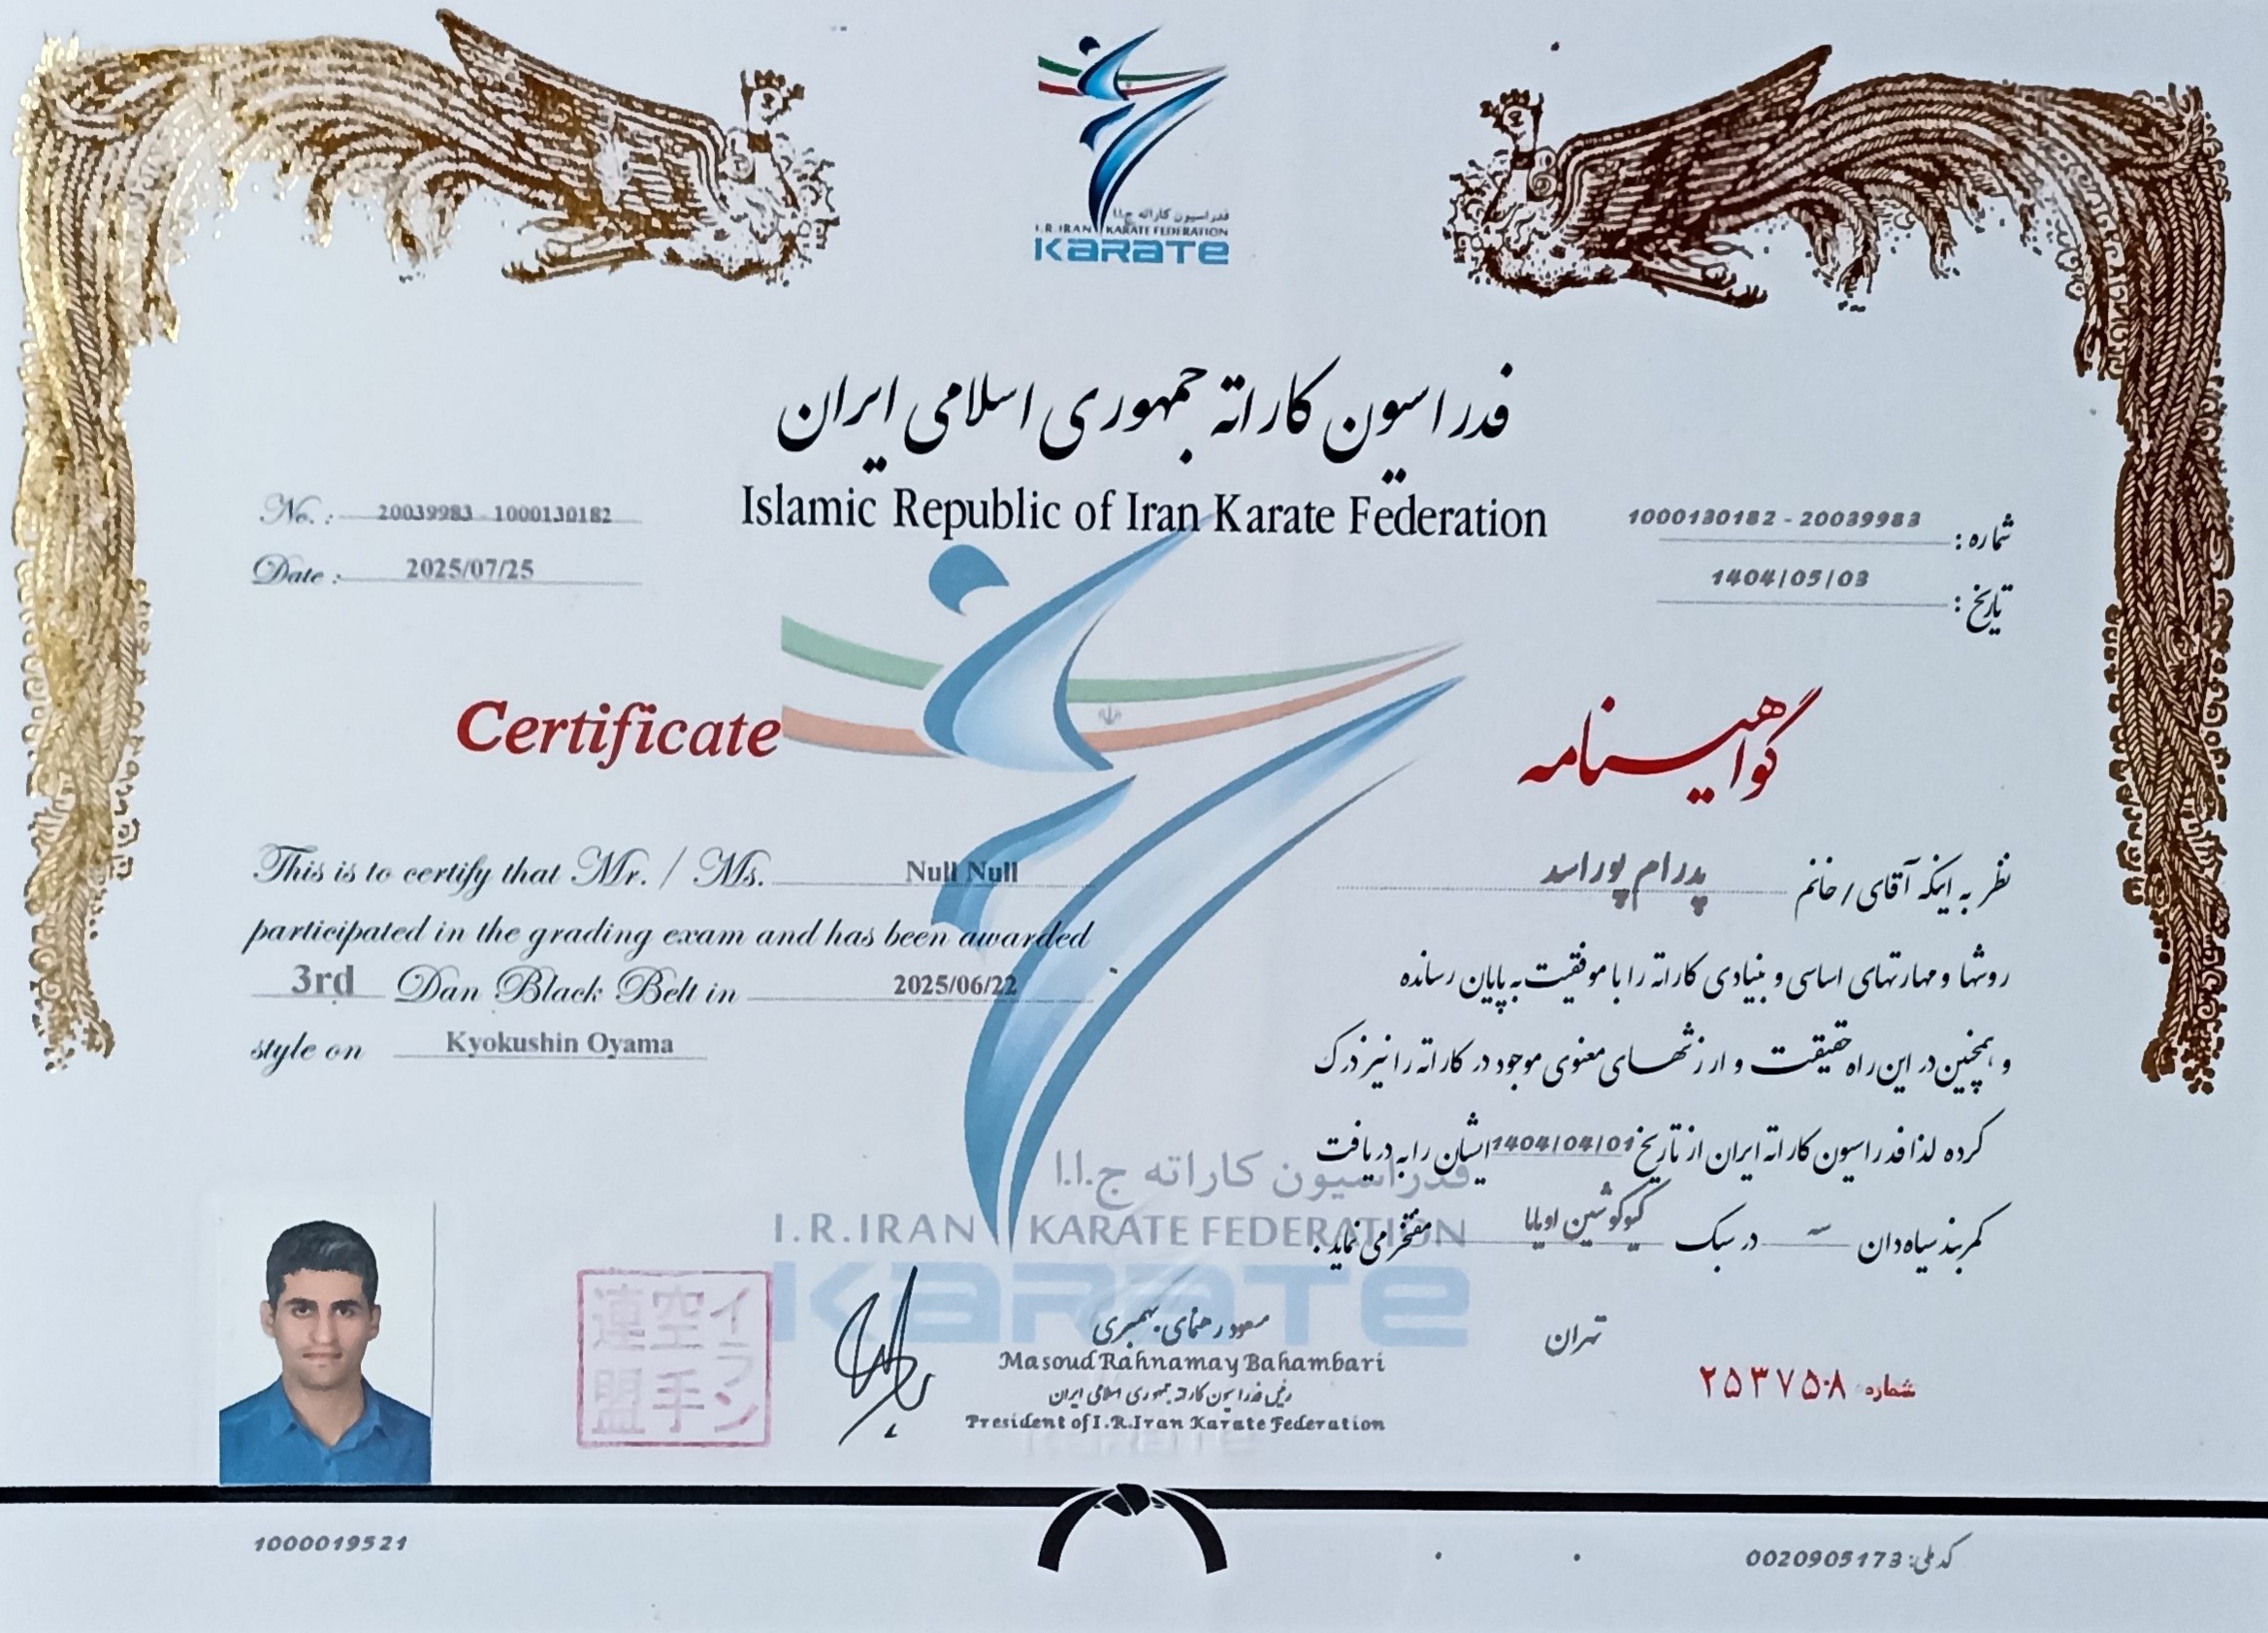 فدراسیون کاراته ج.ا.ا
I.R.IRAN KARATE FEDERATION
KARATE
فدراسیون کاراته جمهوری اسلامی ایران
Islamic Republic of Iran Karate Federation
No. : 20039983 - 1000130182
Date : 2025/07/25
شماره : 1000130182 - 20039983
تاریخ : 1404/05/03
Certificate
This is to certify that Mr. / Ms. Null Null
participated in the grading exam and has been awarded
3rd Dan Black Belt in 2025/06/22
style on Kyokushin Oyama
گواهینامه
نظر به اینکه آقای / خانم پدرام پوراسد
روشها و مهارتهای اساسی و بنیادی کاراته را با موفقیت به پایان رسانده
و همچنین در این راه حقیقت و ارزشهای معنوی موجود در کاراته را نیز درک
کرده لذا فدراسیون کاراته ایران از تاریخ 1404/04/01 ایشان را به دریافت
کمربند سیاه دان سه در سبک کیوکوشین اویاما مفتخر می نماید.
فدراسیون کاراته ج.ا.ا
I.R.IRAN KARATE FEDERATION
KARATE
イラン
空手
連盟
مسعود رهنمای بهمبری
Masoud Rahnamay Bahambari
رئیس فدراسیون کاراته جمهوری اسلامی ایران
President of I.R.Iran Karate Federation
تهران
شماره ۲۵۳۷۵۰۸
1000019521
کد ملی: 0020905173